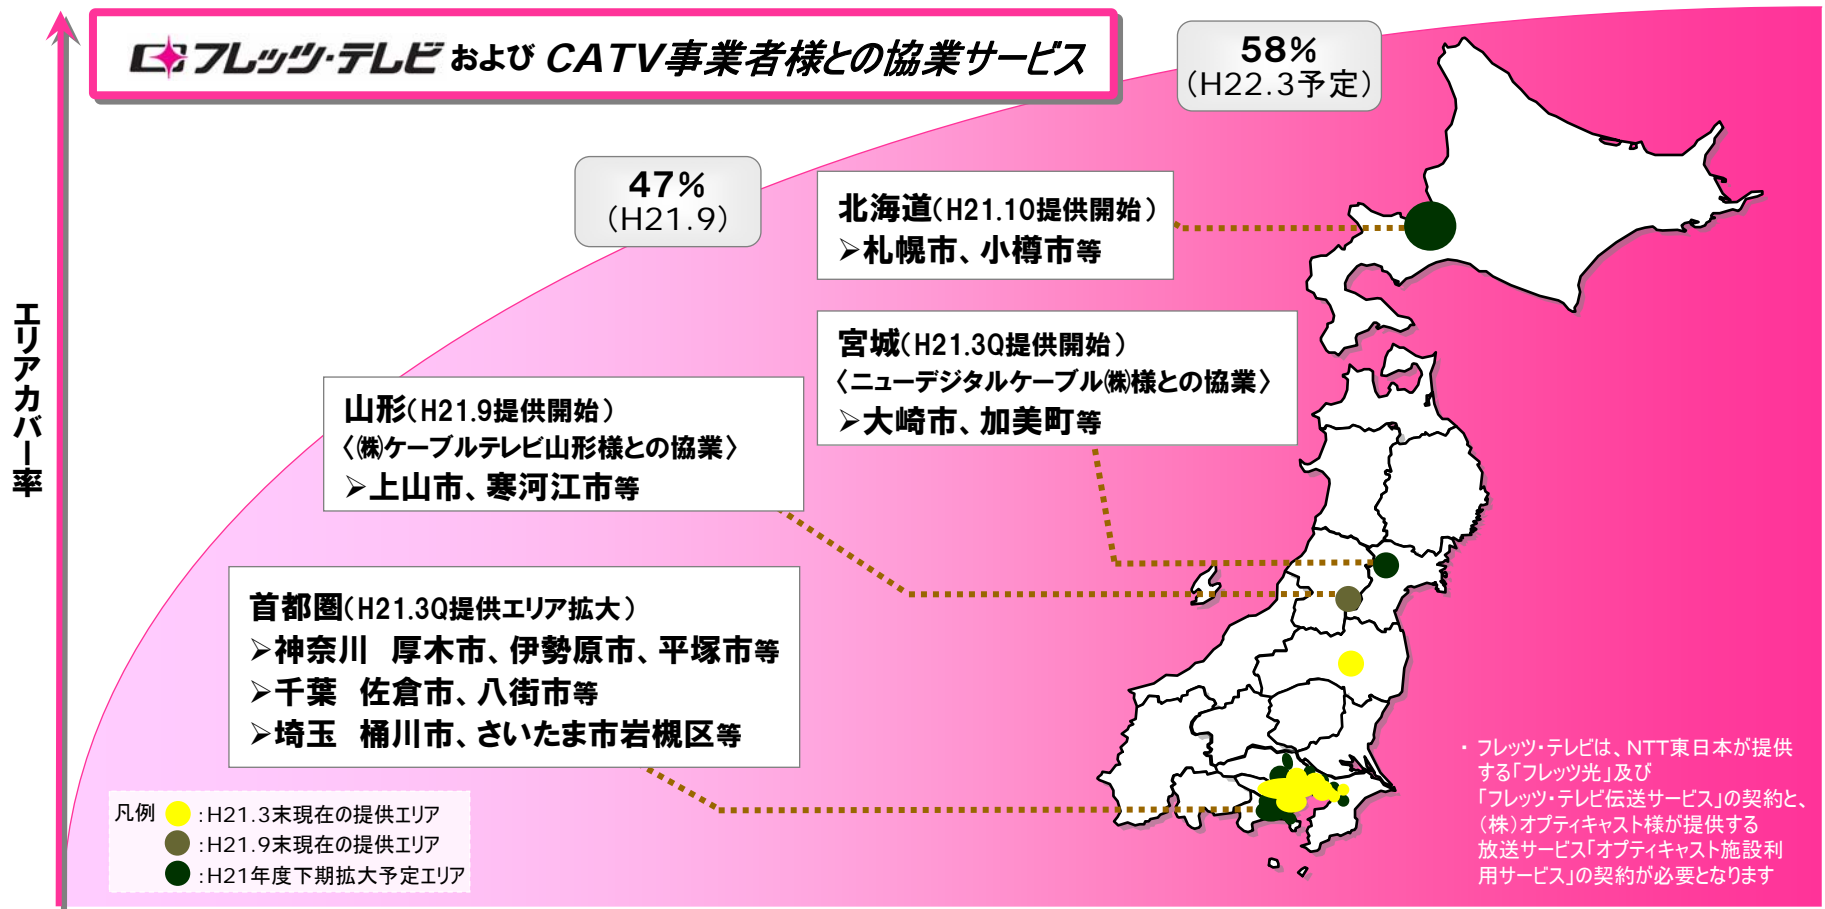 フレッツ・テレビ および CATV事業者様との協業サービス
58%
(H22.3予定)
47%
(H21.9)
エリアカバー率
北海道(H21.10提供開始)
➢札幌市、小樽市等
宮城(H21.3Q提供開始)
〈ニューデジタルケーブル㈱様との協業〉
➢大崎市、加美町等
山形(H21.9提供開始)
〈㈱ケーブルテレビ山形様との協業〉
➢上山市、寒河江市等
首都圏(H21.3Q提供エリア拡大)
➢神奈川　厚木市、伊勢原市、平塚市等
➢千葉　佐倉市、八街市等
➢埼玉　桶川市、さいたま市岩槻区等
凡例 :H21.3末現在の提供エリア
:H21.9末現在の提供エリア
:H21年度下期拡大予定エリア
・ フレッツ・テレビは、NTT東日本が提供
する「フレッツ光」及び
「フレッツ・テレビ伝送サービス」の契約と、
(株)オプティキャスト様が提供する
放送サービス「オプティキャスト施設利
用サービス」の契約が必要となります